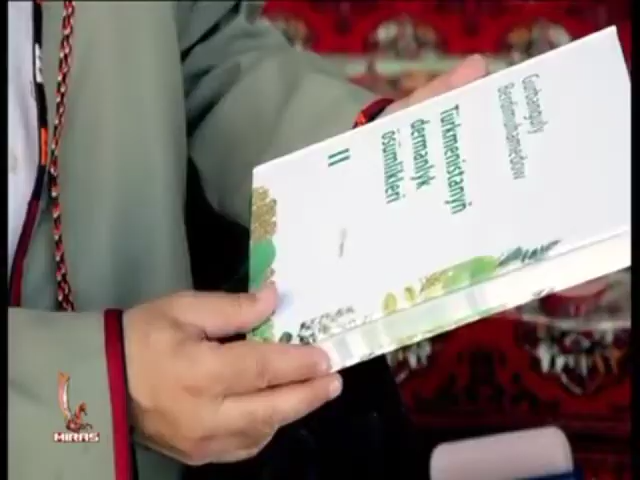 Gurbanguly
Berdimuhamedow
Türkmenistanyň
dermanlyk
ösümlikleri
II
MIRAS